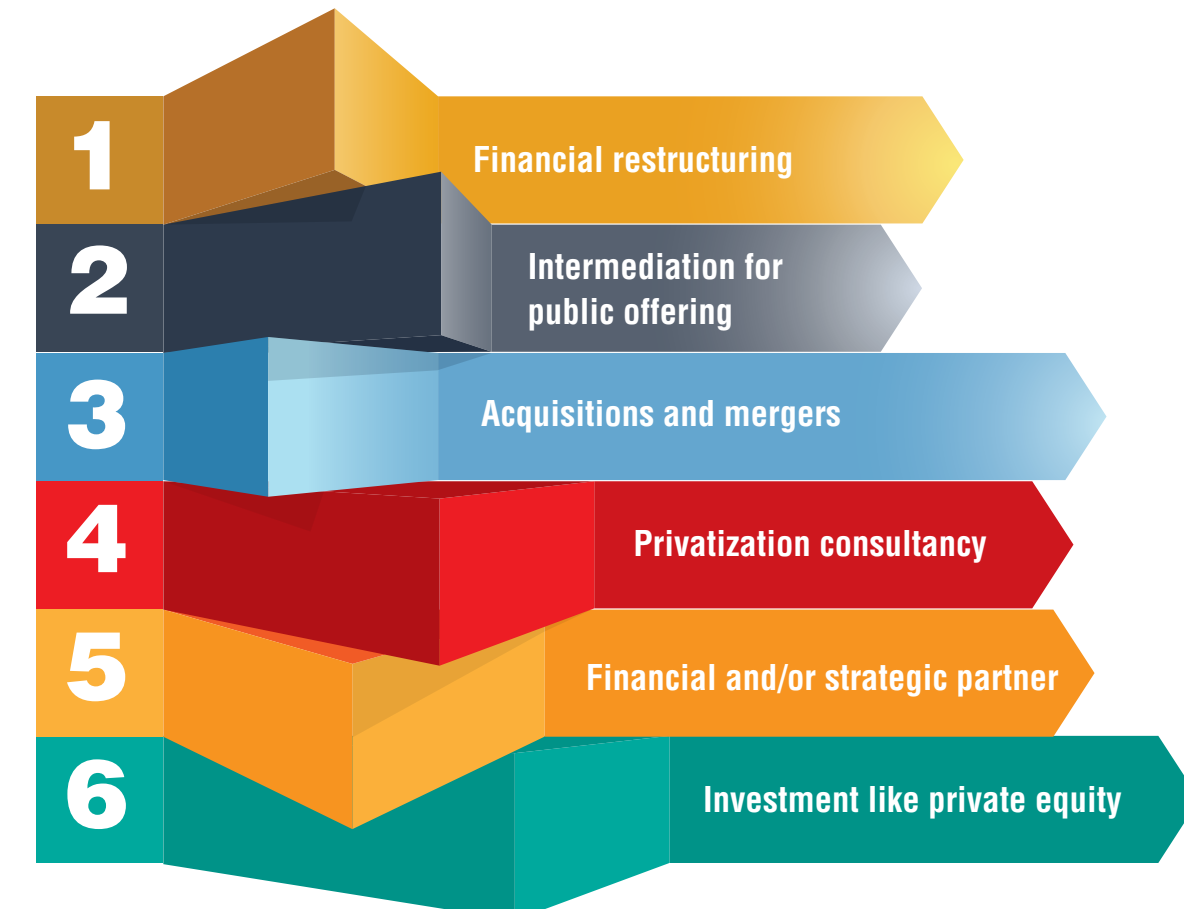 1
Financial restructuring
2
Intermediation for
public offering
3
Acquisitions and mergers
4
Privatization consultancy
5
Financial and/or strategic partner
6
Investment like private equity